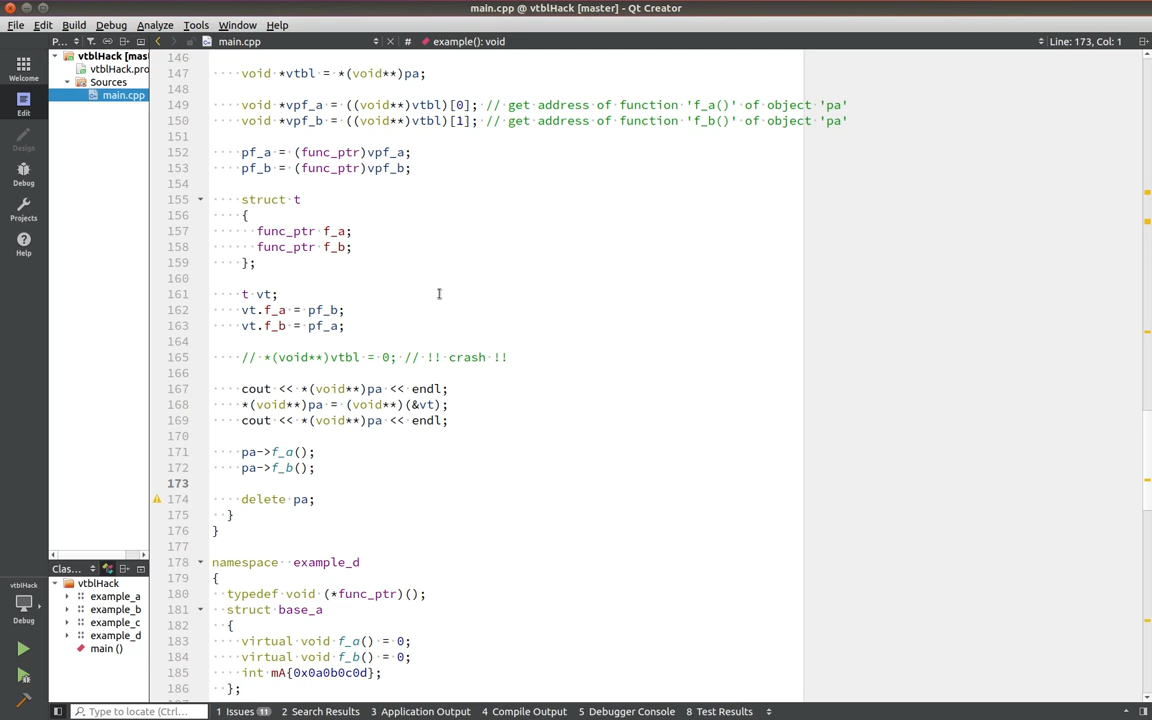 main.cpp @ vtblHack [master] - Qt Creator
File Edit Build Debug Analyze Tools Window Help
P... main.cpp # example(): void Line: 173, Col: 1
Welcome
Edit
Design
Debug
Projects
Help
vtblHack [mas
vtblHack.pro
Sources
main.cpp
146
147 void *vtbl = *(void**)pa;
148
149 void *vpf_a = ((void**)vtbl)[0]; // get address of function 'f_a()' of object 'pa'
150 void *vpf_b = ((void**)vtbl)[1]; // get address of function 'f_b()' of object 'pa'
151
152 pf_a = (func_ptr)vpf_a;
153 pf_b = (func_ptr)vpf_b;
154
155 struct t
156 {
157 func_ptr f_a;
158 func_ptr f_b;
159 };
160
161 t vt;
162 vt.f_a = pf_b;
163 vt.f_b = pf_a;
164
165 // *(void**)vtbl = 0; // !! crash !!
166
167 cout << *(void**)pa << endl;
168 *(void**)pa = (void**)(&vt);
169 cout << *(void**)pa << endl;
170
171 pa->f_a();
172 pa->f_b();
173
174 delete pa;
175 }
176 }
177
178 namespace example_d
179 {
180 typedef void (*func_ptr)();
181 struct base_a
182 {
183 virtual void f_a() = 0;
184 virtual void f_b() = 0;
185 int mA{0x0a0b0c0d};
186 };
Clas...
vtblHack
example_a
example_b
example_c
example_d
main ()
vtblHack
Debug
Type to locate (Ctrl... 1 Issues 11 2 Search Results 3 Application Output 4 Compile Output 5 Debugger Console 8 Test Results